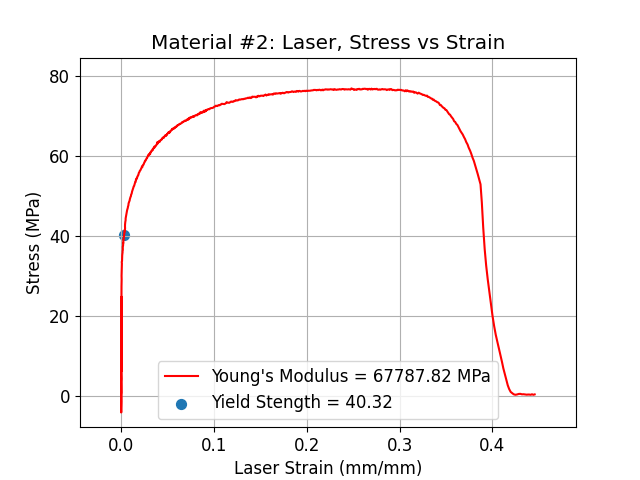 Material #2: Laser, Stress vs Strain
80
60
40
20
0
Stress (MPa)
Young's Modulus = 67787.82 MPa
Yield Stength = 40.32
0.0 0.1 0.2 0.3 0.4
Laser Strain (mm/mm)